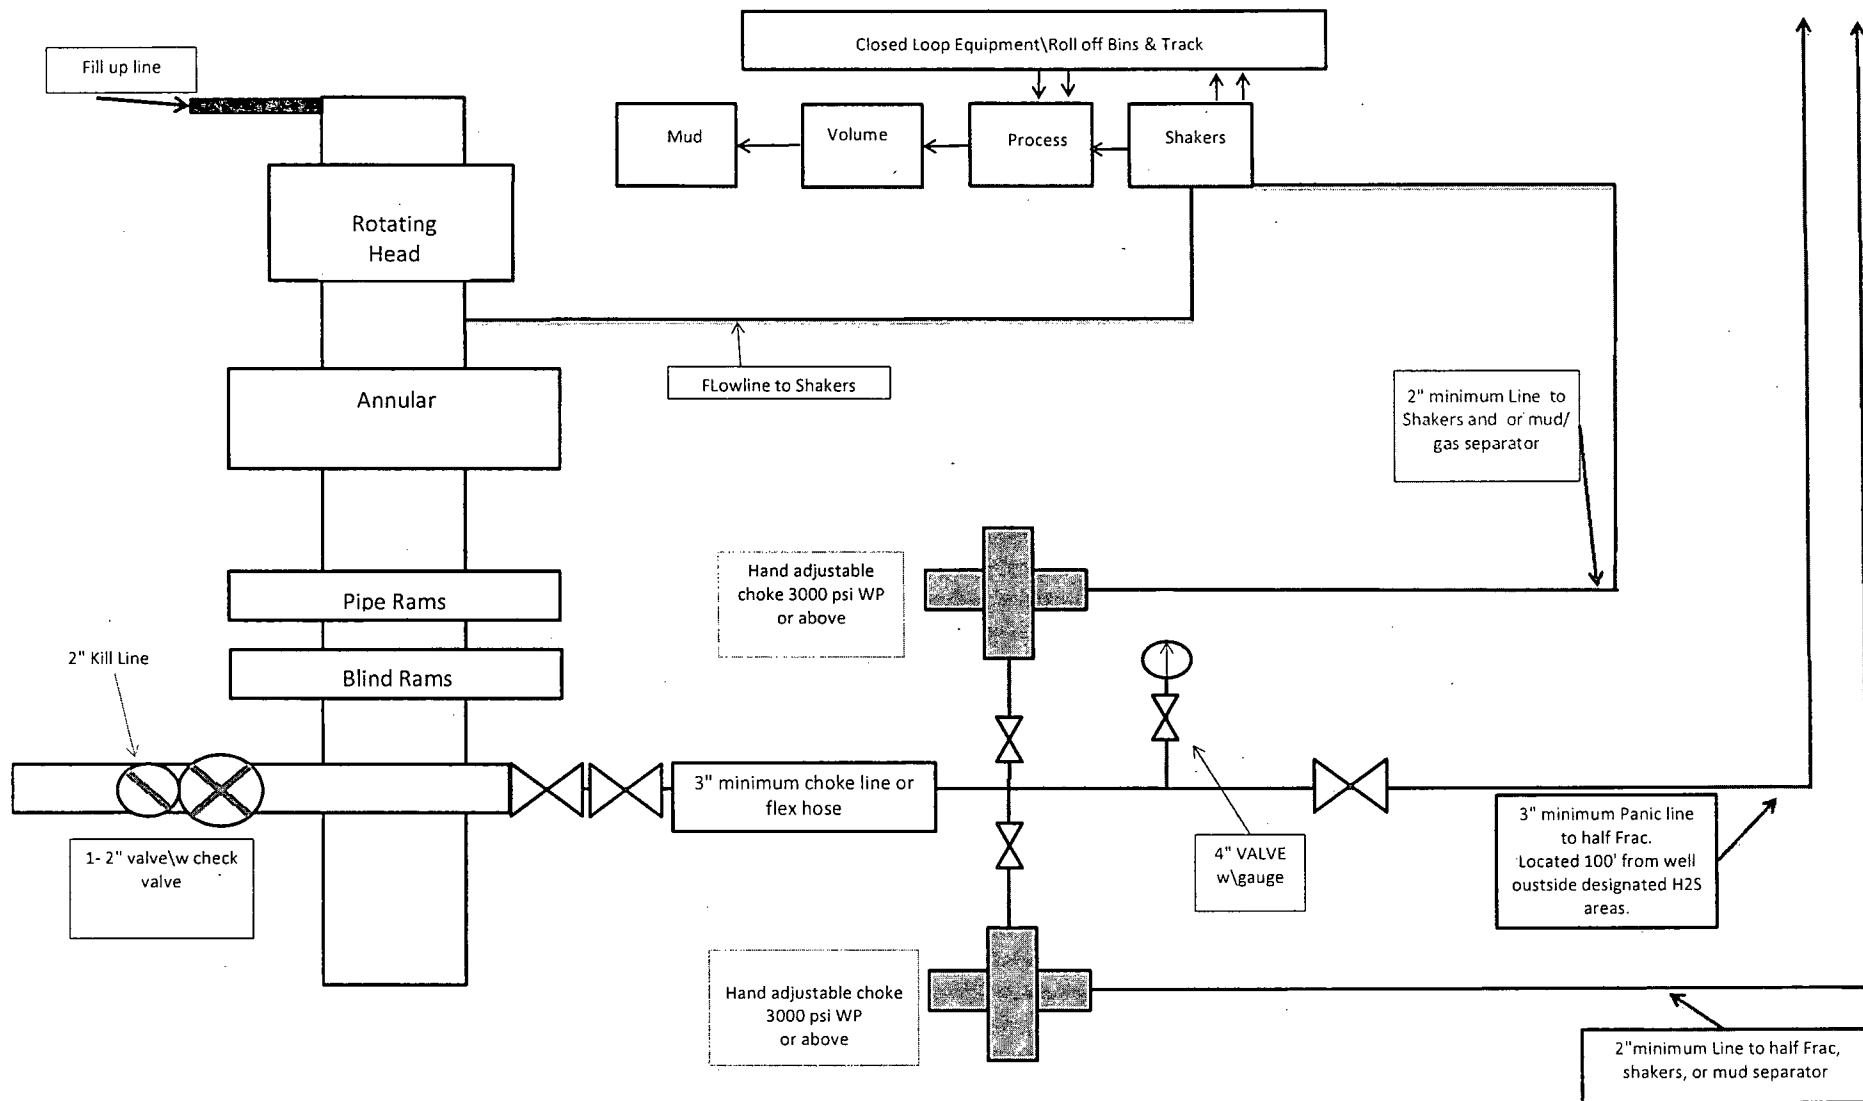 Closed Loop Equipment\Roll off Bins & Track
Fill up line
Mud
Volume
Process
Shakers
Rotating
Head
FLowline to Shakers
Annular
2" minimum Line to
Shakers and or mud/
gas separator
Hand adjustable
choke 3000 psi WP
or above
Pipe Rams
2" Kill Line
Blind Rams
3" minimum choke line or
flex hose
1- 2" valve\w check
valve
4" VALVE
w\gauge
3" minimum Panic line
to half Frac.
Located 100' from well
oustside designated H2S
areas.
Hand adjustable choke
3000 psi WP
or above
2"minimum Line to half Frac,
shakers, or mud separator